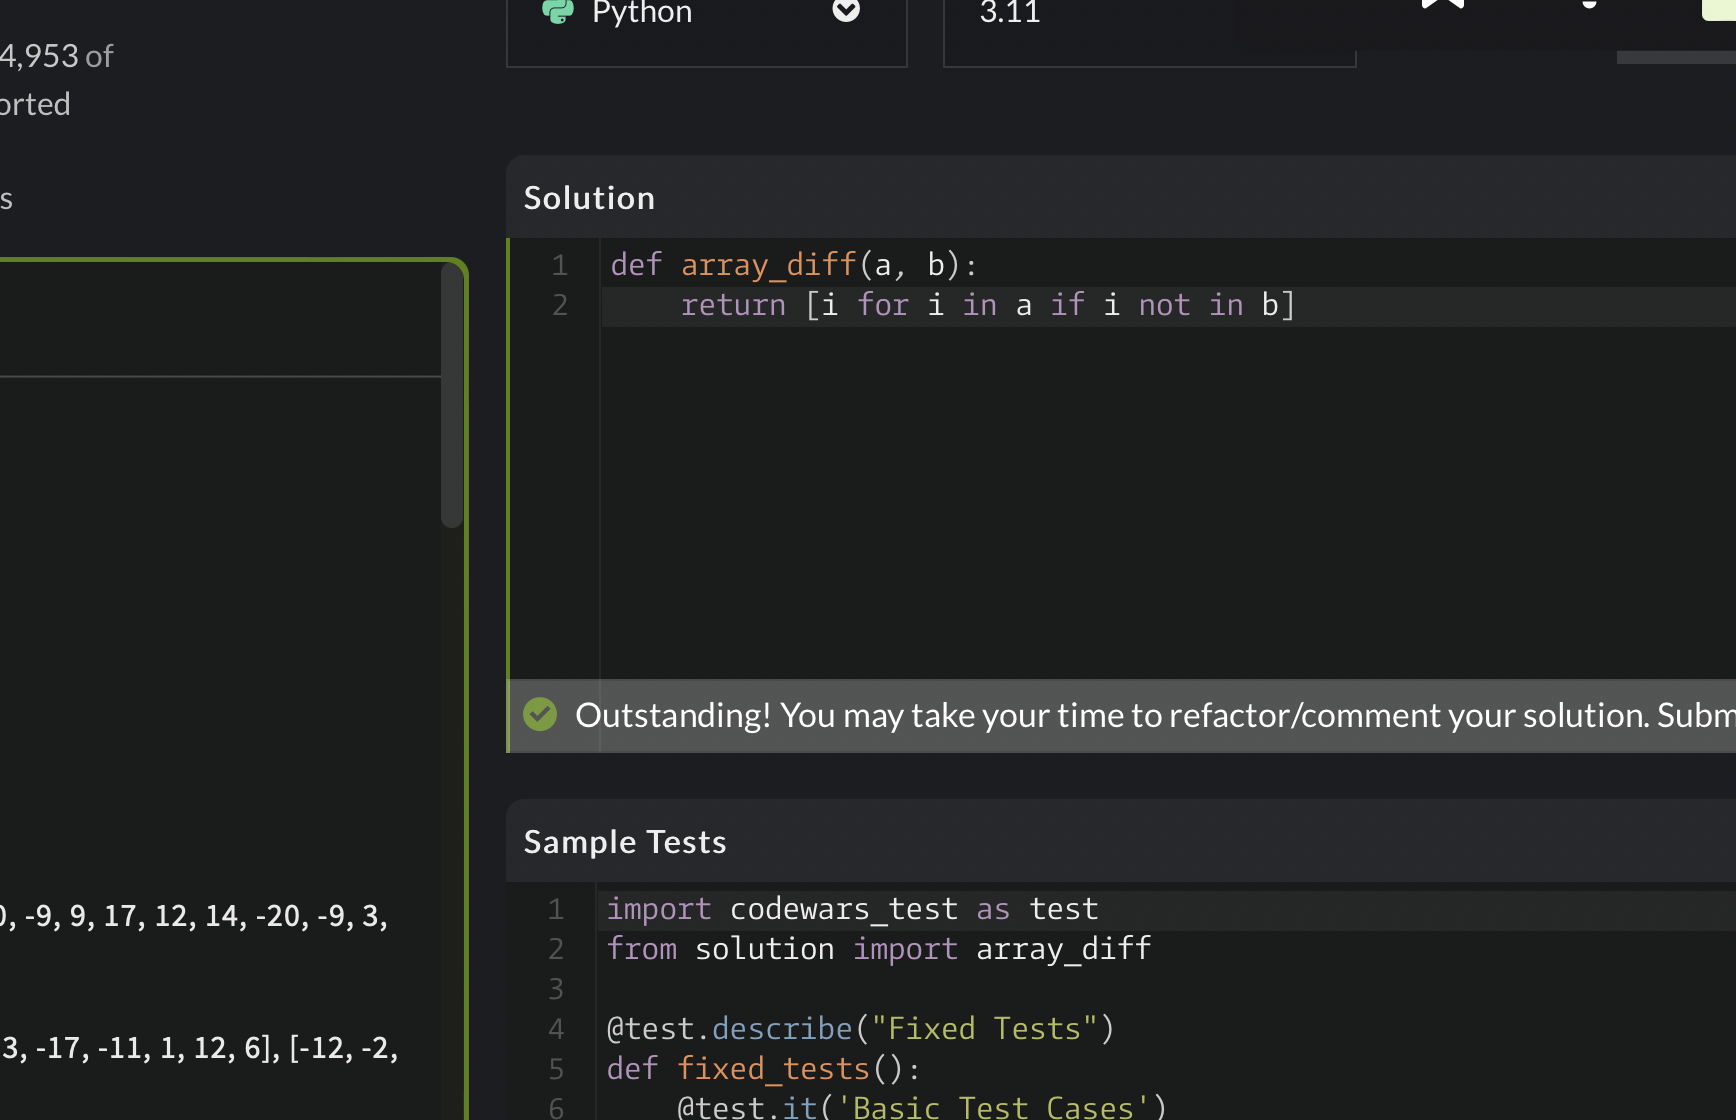 Python
3.11
4,953 of
orted
s
Solution
1 def array_diff(a, b):
2 return [i for i in a if i not in b]
Outstanding! You may take your time to refactor/comment your solution. Subm
Sample Tests
1 import codewars_test as test
2 from solution import array_diff
3
4 @test.describe("Fixed Tests")
5 def fixed_tests():
6 @test.it('Basic Test Cases')
0, -9, 9, 17, 12, 14, -20, -9, 3,
3, -17, -11, 1, 12, 6], [-12, -2,